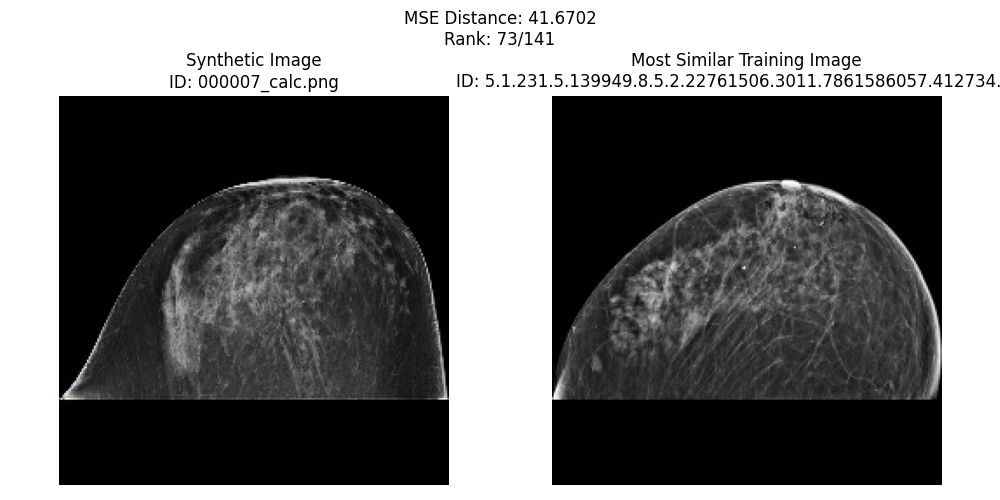 MSE Distance: 41.6702
Rank: 73/141
Synthetic Image
ID: 000007_calc.png
Most Similar Training Image
ID: 5.1.231.5.139949.8.5.2.22761506.3011.7861586057.412734.